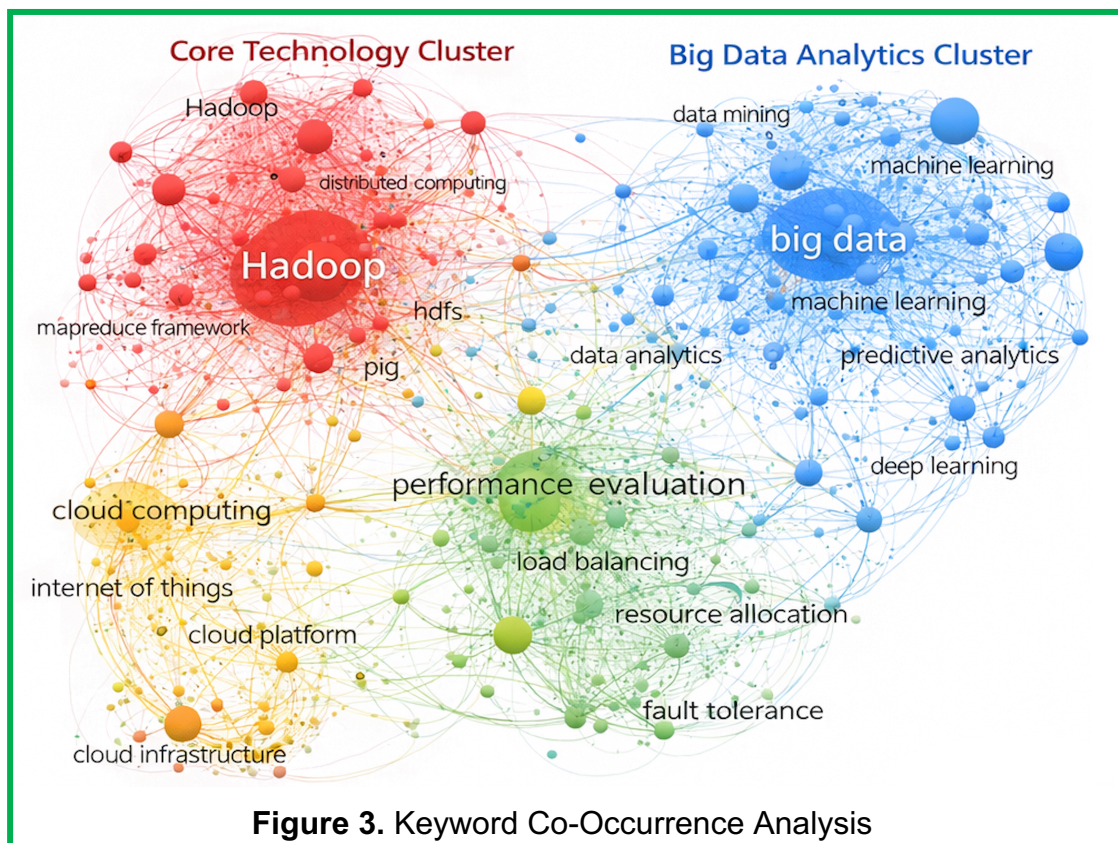 Core Technology Cluster
Big Data Analytics Cluster
Hadoop
data mining
machine learning
distributed computing
Hadoop
big data
mapreduce framework
hdfs
machine learning
pig
data analytics
predictive analytics
deep learning
performance evaluation
cloud computing
load balancing
internet of things
resource allocation
cloud platform
fault tolerance
cloud infrastructure
Figure 3. Keyword Co-Occurrence Analysis